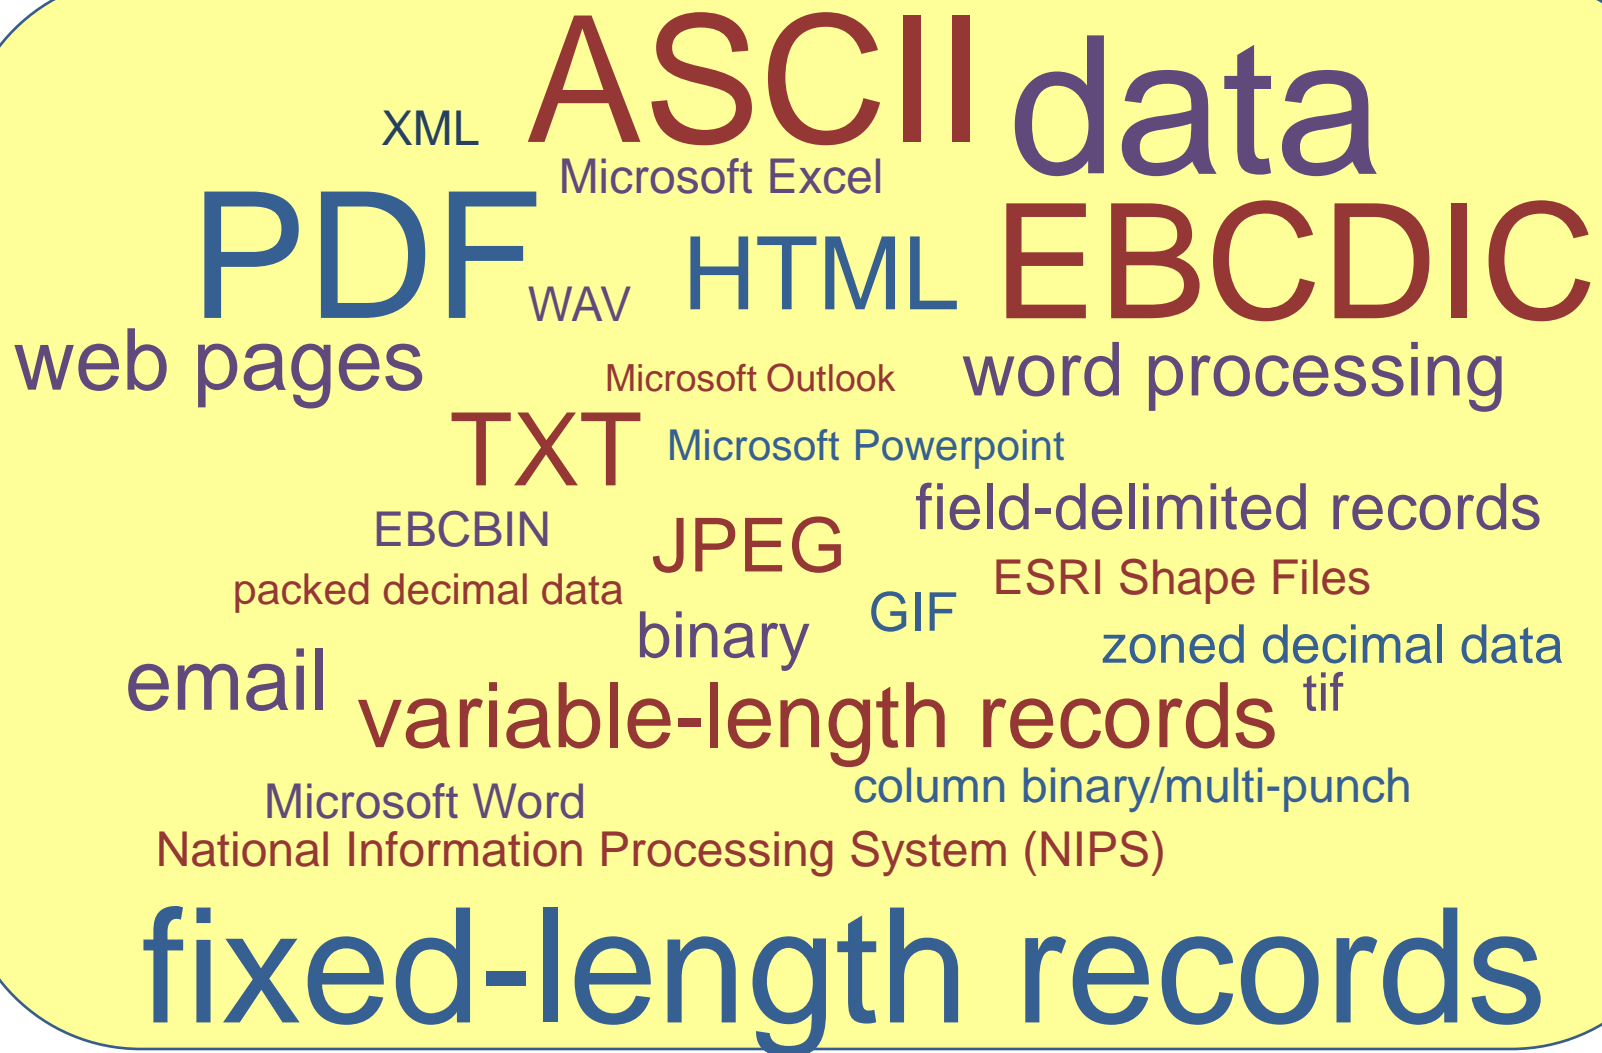 ASCII data
XML
Microsoft Excel
PDF HTML EBCDIC
WAV
web pages
Microsoft Outlook
word processing
TXT
Microsoft Powerpoint
field-delimited records
EBCBIN
JPEG
ESRI Shape Files
packed decimal data
GIF
binary
zoned decimal data
email
tif
variable-length records
column binary/multi-punch
Microsoft Word
National Information Processing System (NIPS)
fixed-length records